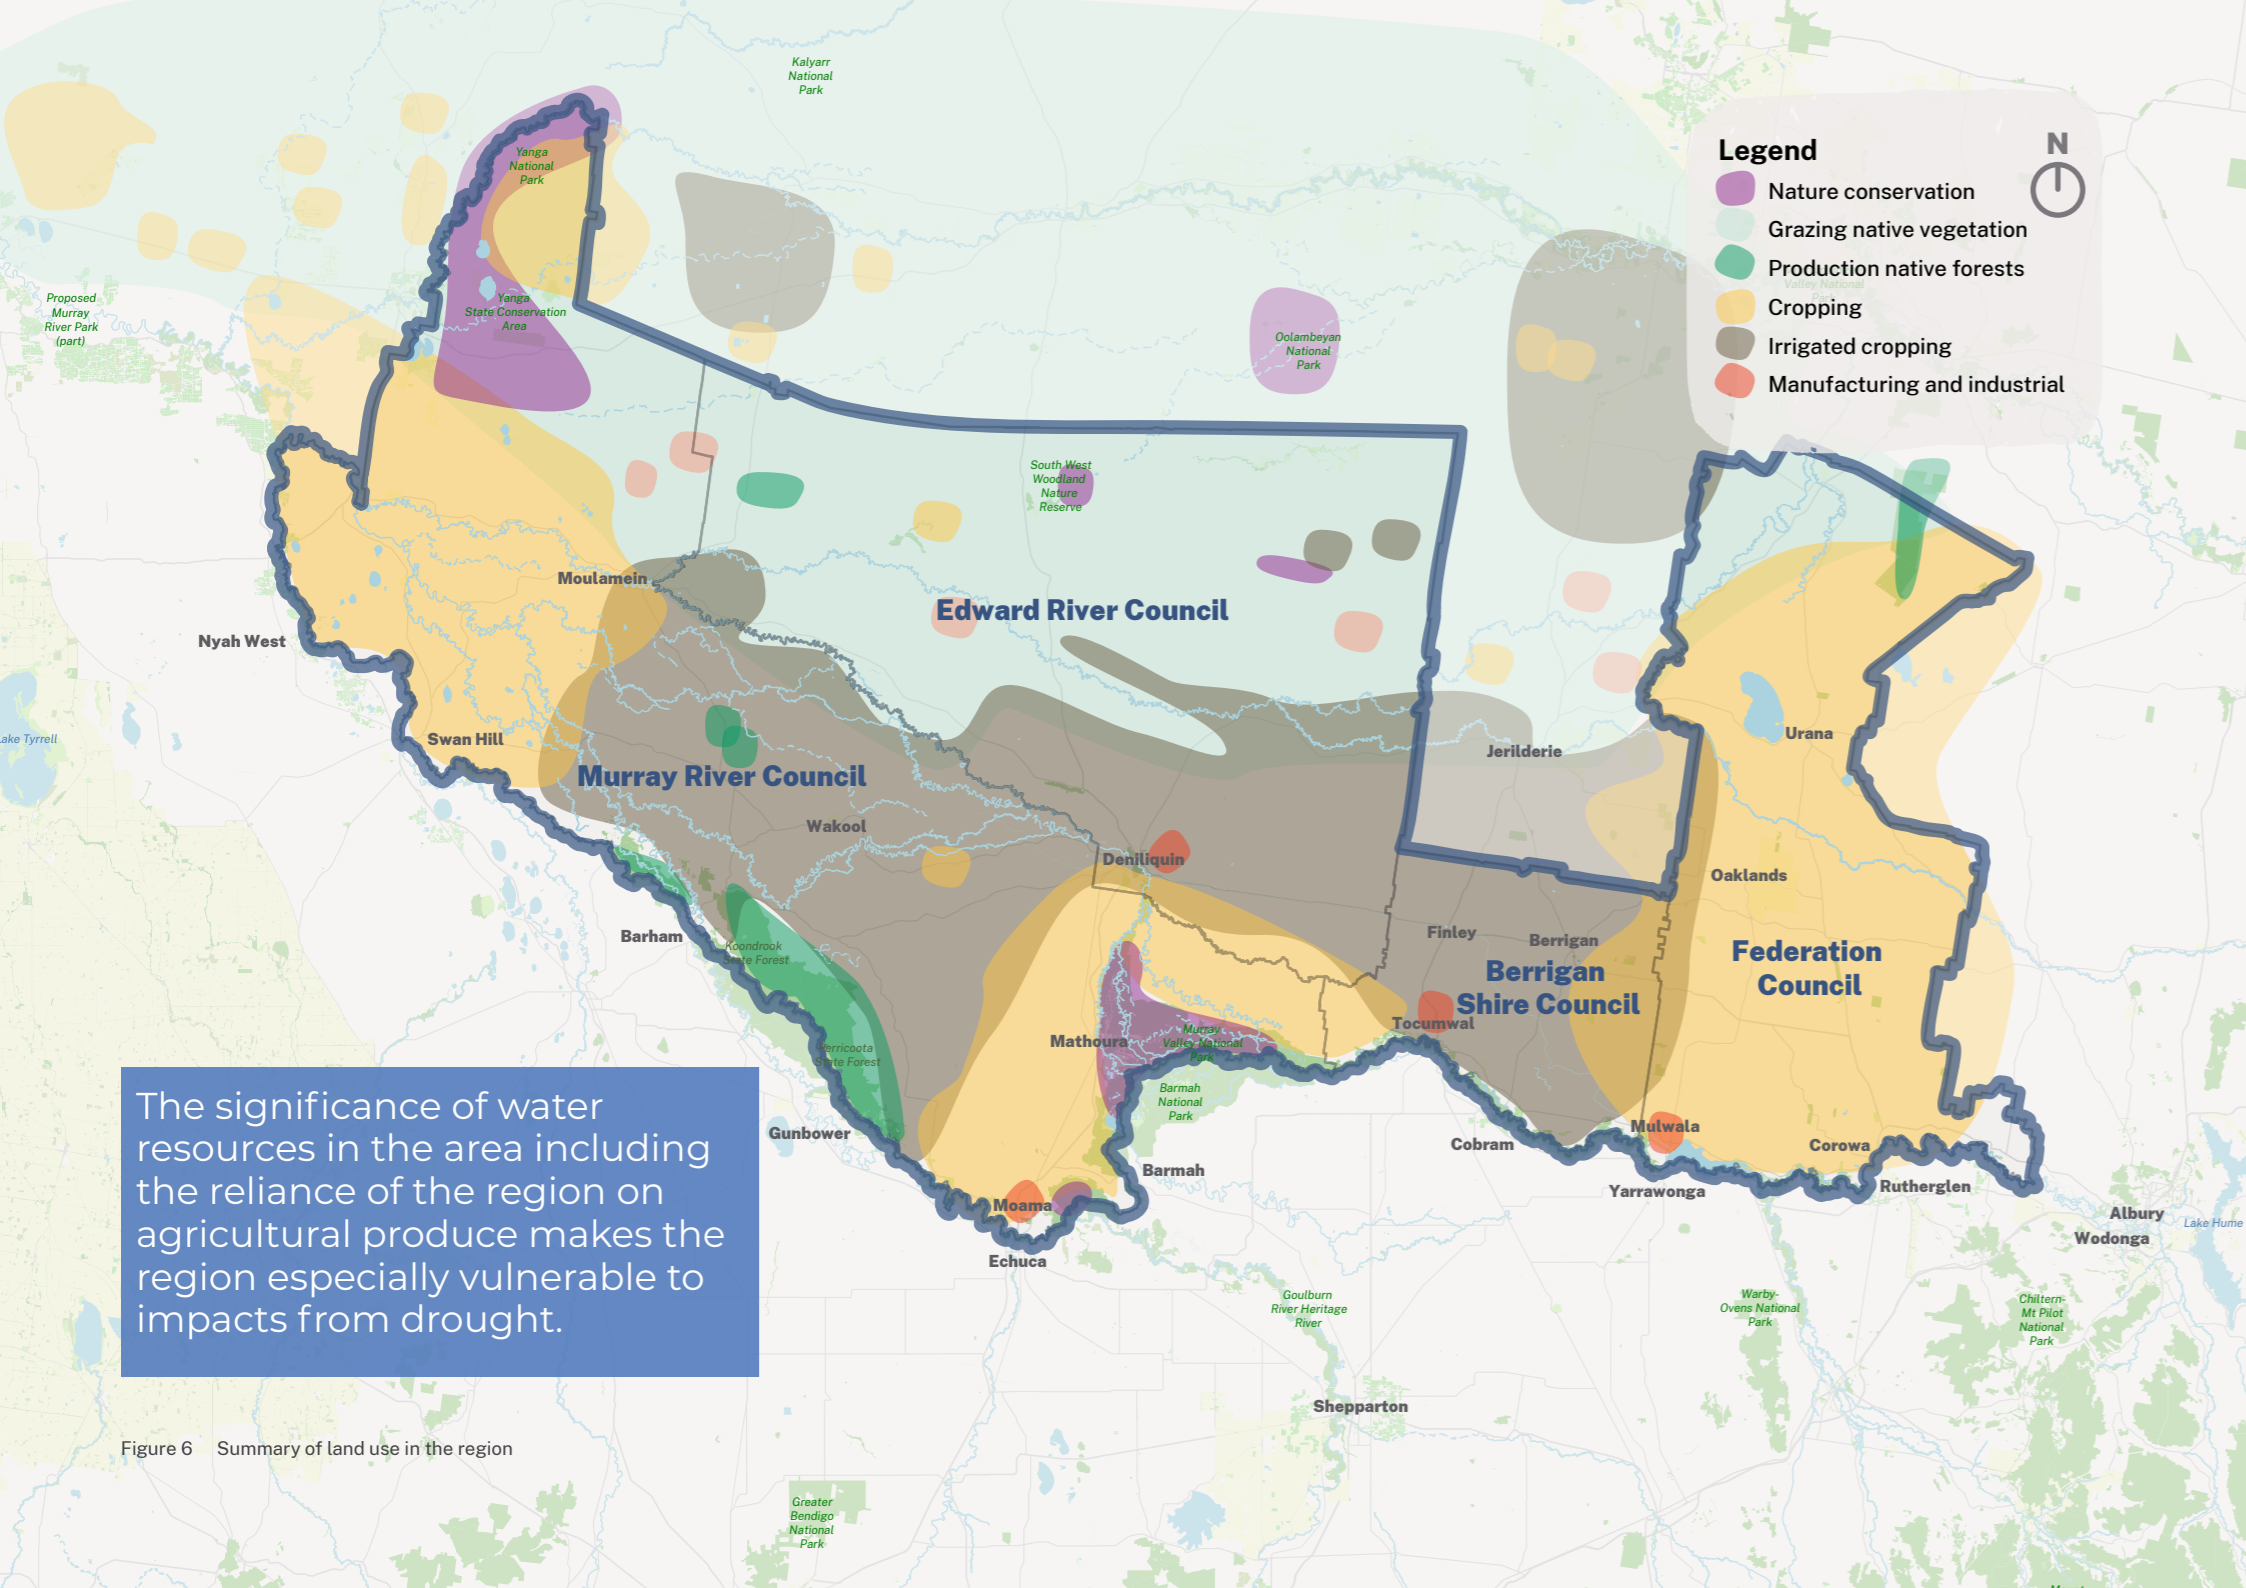 Kalyarr
National
Park
Legend
N
Nature conservation
Grazing native vegetation
Production native forests
Valley National
Cropping
Irrigated cropping
Manufacturing and industrial
Yanga
National
Park
Yanga
State Conservation
Area
Proposed
Murray
River Park
(part)
Oolambeyan
National
Park
South West
Woodland
Nature
Reserve
Moulamein
Edward River Council
Nyah West
Swan Hill
ake Tyrrell
Murray River Council
Wakool
Jerilderie
Urana
Deniliquin
Oaklands
Barham
Koondrook
State Forest
Finley
Berrigan
Berrigan
Shire Council
Federation
Council
Tocumwal
Mathoura
Murray
Valley National
Park
Perricoota
State Forest
Barmah
National
Park
Gunbower
Cobram
Mulwala
Corowa
Barmah
Yarrawonga
Rutherglen
Moama
Echuca
Albury
Wodonga
Lake Hume
The significance of water
resources in the area including
the reliance of the region on
agricultural produce makes the
region especially vulnerable to
impacts from drought.
Goulburn
River Heritage
River
Warby-
Ovens National
Park
Chiltern-
Mt Pilot
National
Park
Shepparton
Figure 6 Summary of land use in the region
Greater
Bendigo
National
Park